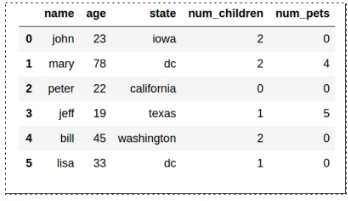 name age state num_children num_pets
0 john 23 iowa 2 0
1 mary 78 dc 2 4
2 peter 22 california 0 0
3 jeff 19 texas 1 5
4 bill 45 washington 2 0
5 lisa 33 dc 1 0